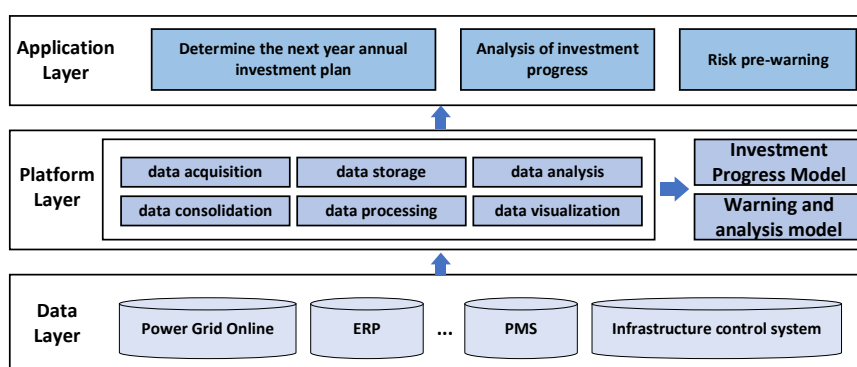 Application
Layer
Determine the next year annual
investment plan
Analysis of investment
progress
Risk pre-warning
Platform
Layer
data acquisition
data storage
data analysis
data consolidation
data processing
data visualization
Investment
Progress Model
Warning and
analysis model
Data
Layer
Power Grid Online
ERP
...
PMS
Infrastructure control system